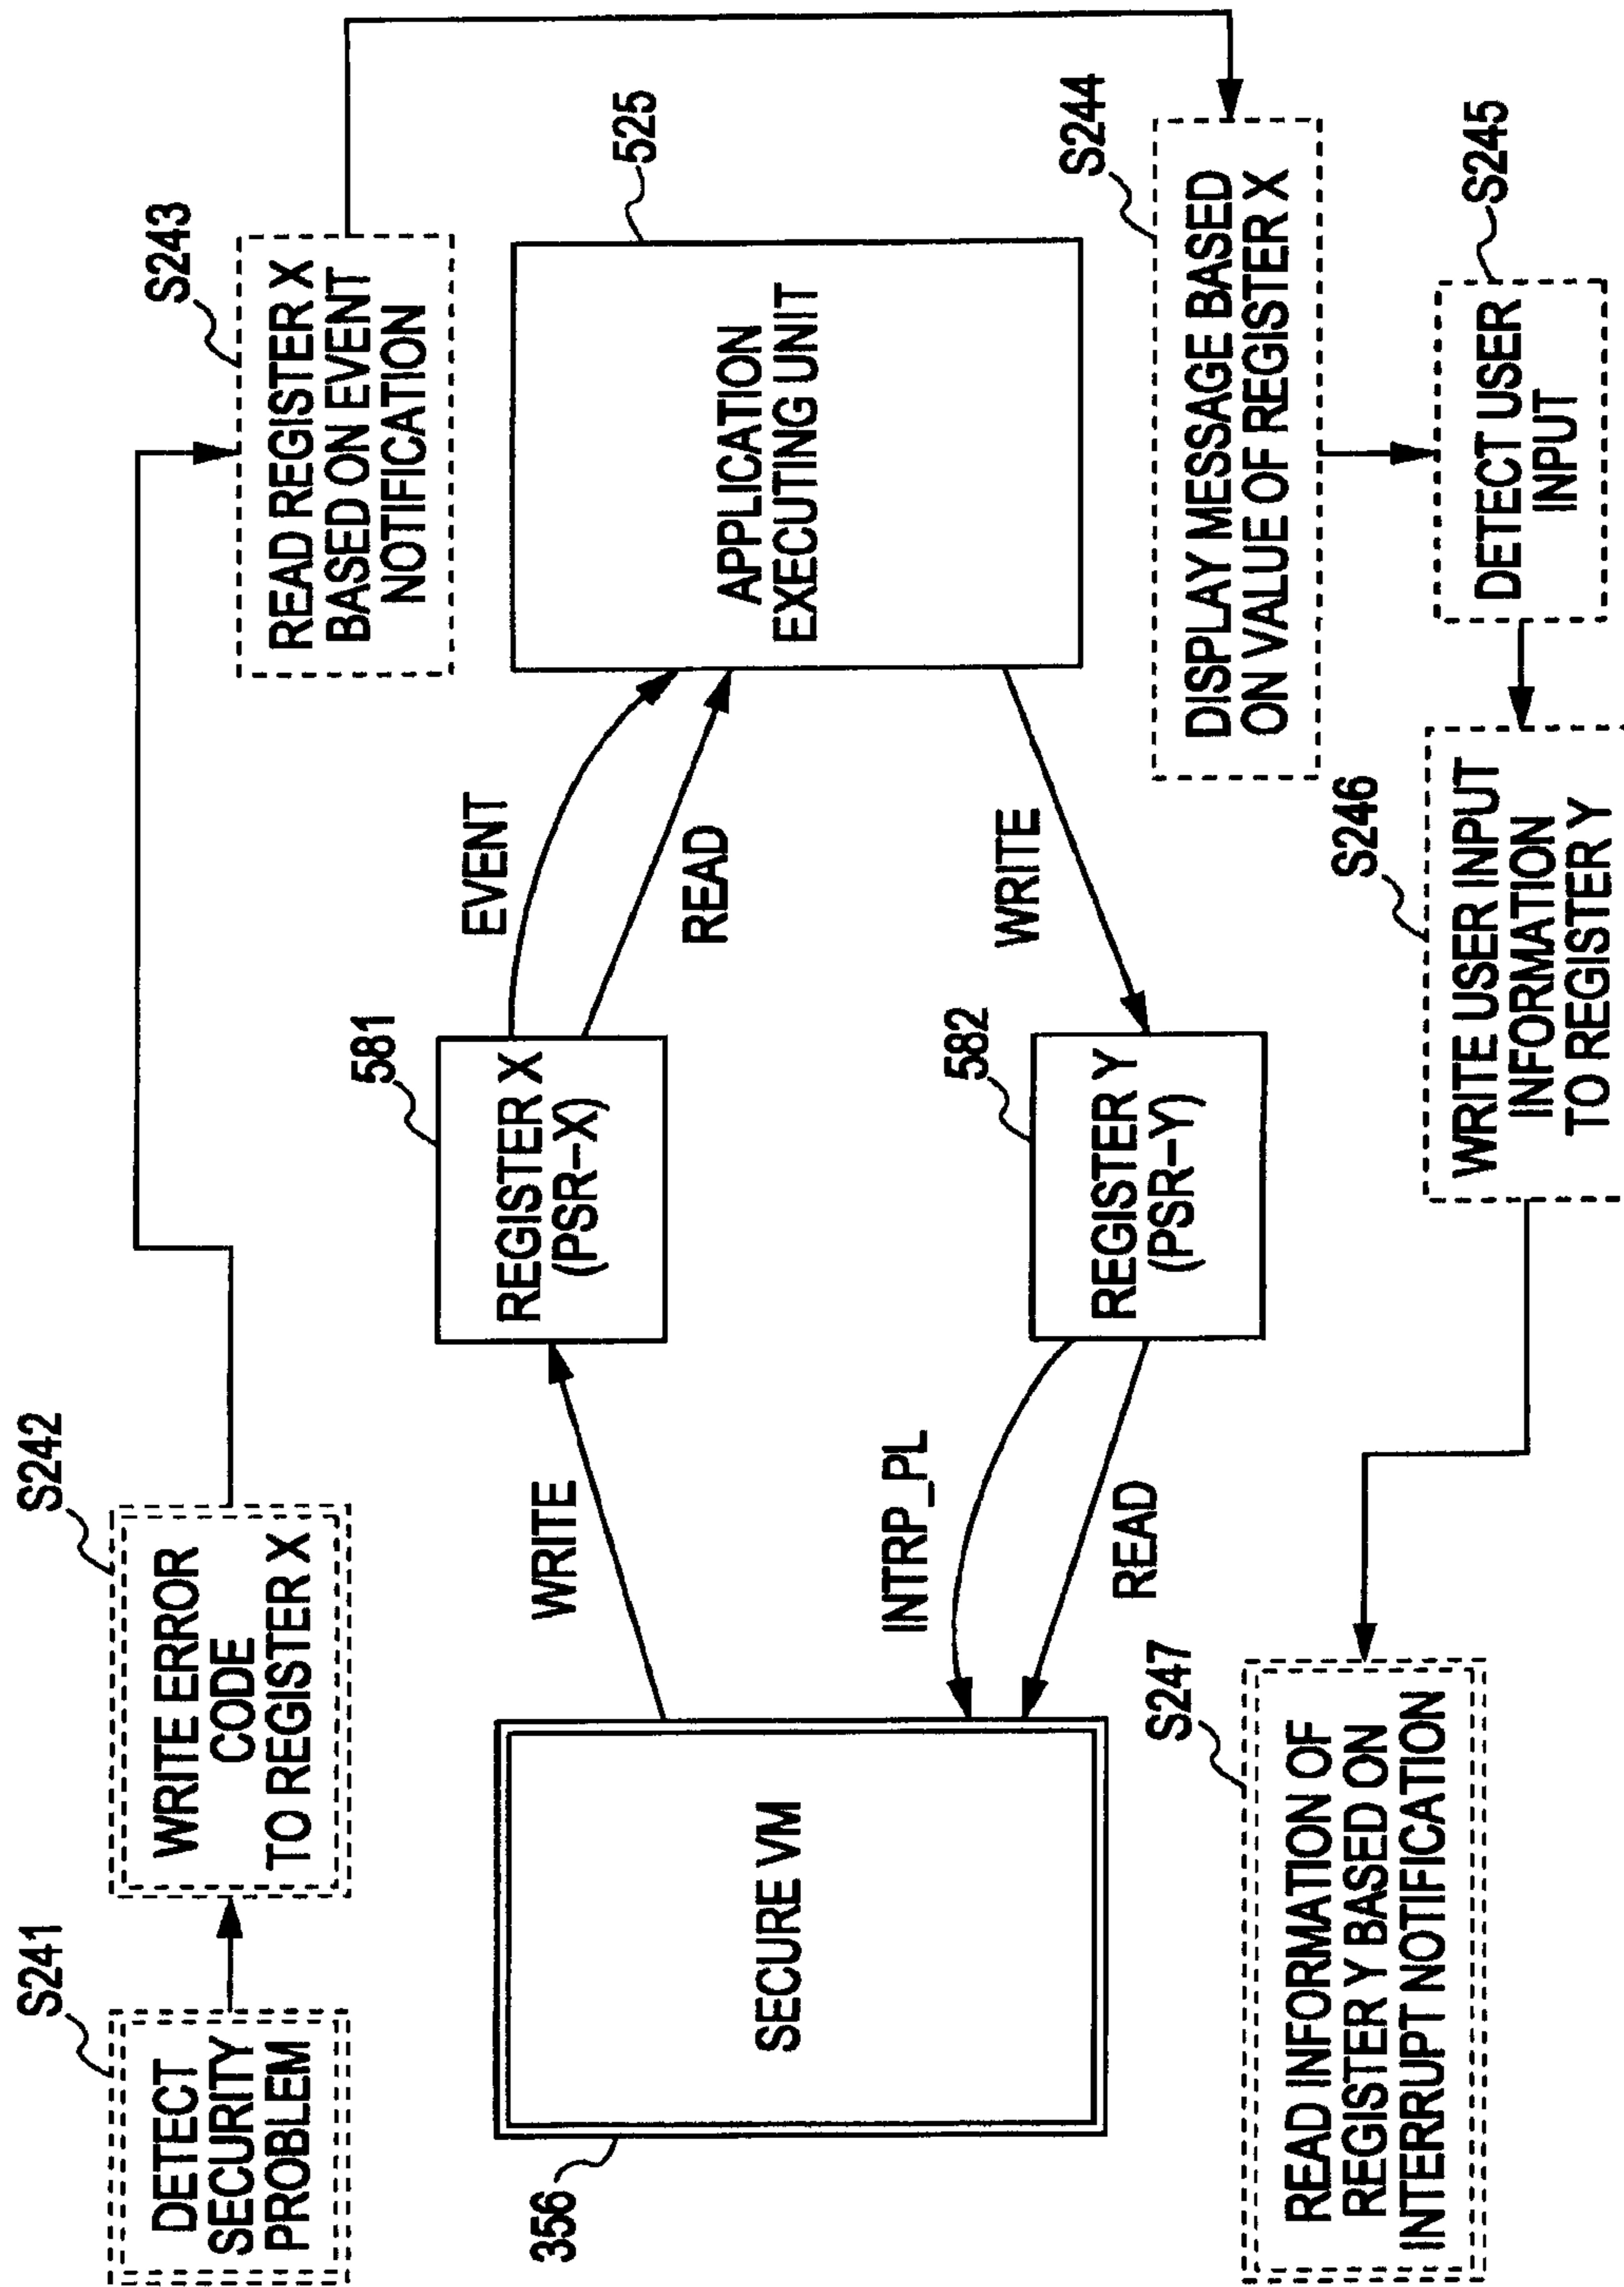 S241
DETECT
SECURITY
PROBLEM
S242
WRITE ERROR
CODE
TO REGISTER X
S243
READ REGISTER X
BASED ON EVENT
NOTIFICATION
356
SECURE VM
WRITE
581
REGISTER X
(PSR-X)
EVENT
READ
525
APPLICATION
EXECUTING UNIT
INTRP_PL
READ
582
REGISTER Y
(PSR-Y)
WRITE
S244
DISPLAY MESSAGE BASED
ON VALUE OF REGISTER X
S247
READ INFORMATION OF
REGISTER Y BASED ON
INTERRUPT NOTIFICATION
S246
WRITE USER INPUT
INFORMATION
TO REGISTER Y
S245
DETECT USER
INPUT